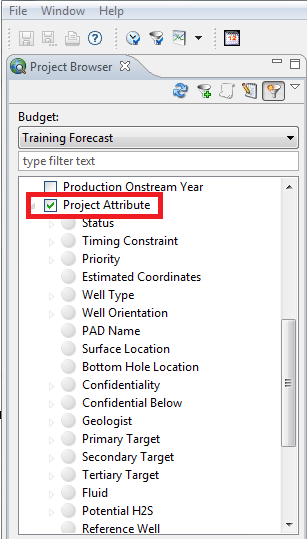 File Window Help
12
Project Browser
Budget:
Training Forecast
type filter text
Production Onstream Year
Project Attribute
Status
Timing Constraint
Priority
Estimated Coordinates
Well Type
Well Orientation
PAD Name
Surface Location
Bottom Hole Location
Confidentiality
Confidential Below
Geologist
Primary Target
Secondary Target
Tertiary Target
Fluid
Potential H2S
Reference Well